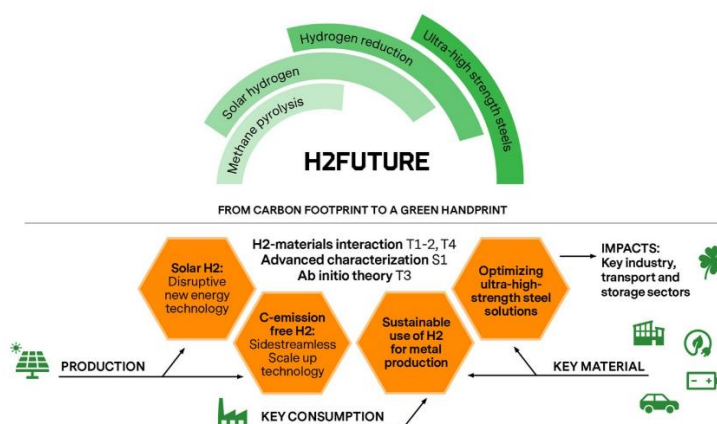 Hydrogen reduction
Ultra-high strength steels
Solar hydrogen
Methane pyrolysis
H2FUTURE
FROM CARBON FOOTPRINT TO A GREEN HANDPRINT
H2-materials interaction T1-2, T4
Advanced characterization S1
Ab initio theory T3
Solar H2:
Disruptive
new energy
technology
C-emission
free H2:
Sidestreamless
Scale up
technology
Sustainable
use of H2
for metal
production
Optimizing
ultra-high-
strength steel
solutions
IMPACTS:
Key industry,
transport and
storage sectors
PRODUCTION
KEY MATERIAL
KEY CONSUMPTION